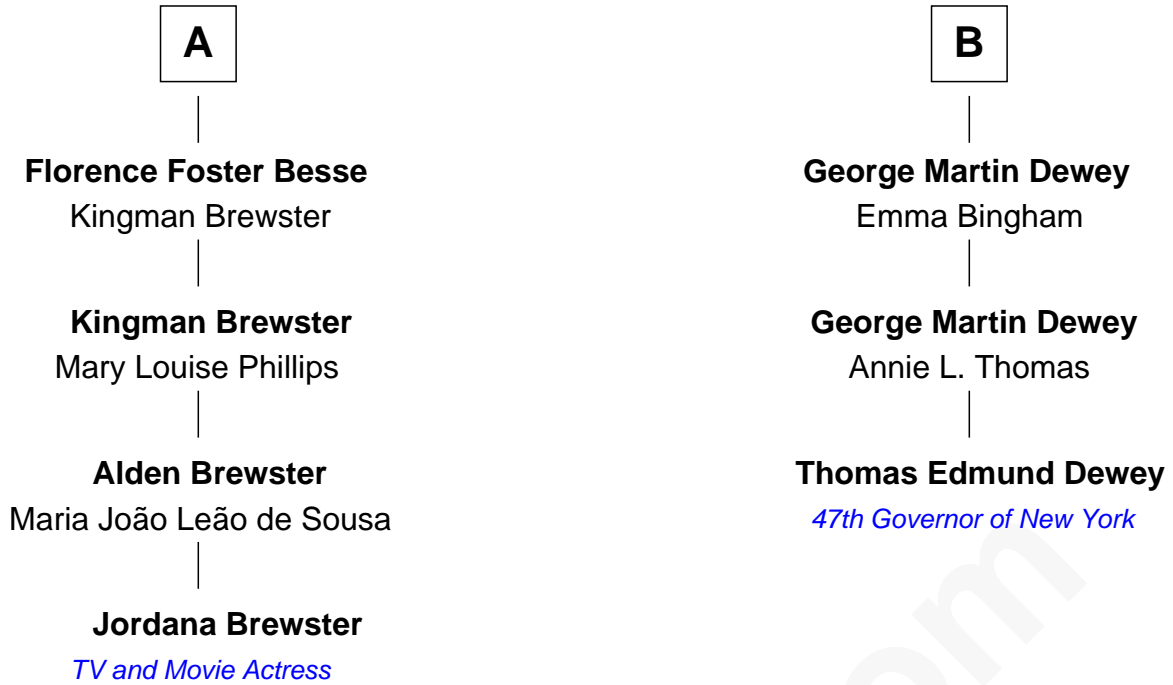 A
Florence Foster Besse
Kingman Brewster
Kingman Brewster
Mary Louise Phillips
Alden Brewster
Maria João Leão de Sousa
Jordana Brewster
TV and Movie Actress
B
George Martin Dewey
Emma Bingham
George Martin Dewey
Annie L. Thomas
Thomas Edmund Dewey
47th Governor of New York
om